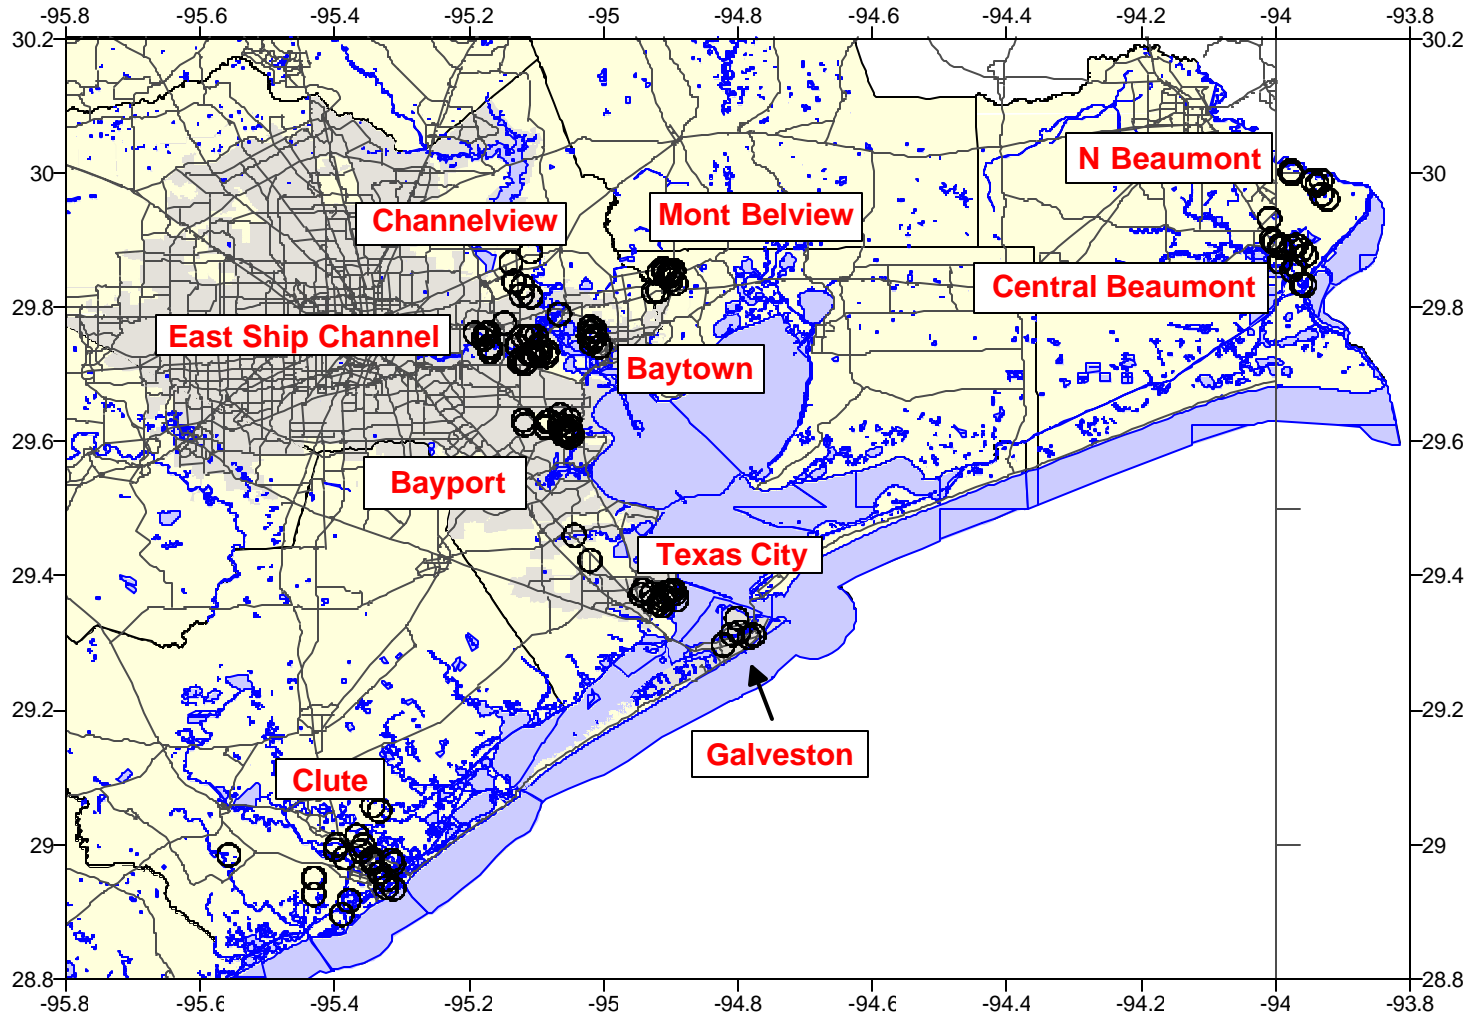 -95.8 -95.6 -95.4 -95.2 -95 -94.8 -94.6 -94.4 -94.2 -94 -93.8
30.2 30.2
N Beaumont
30 30
Channelview
Mont Belview
Central Beaumont
29.8 29.8
East Ship Channel
Baytown
29.6 29.6
Bayport
Texas City
29.4 29.4
29.2 29.2
Galveston
Clute
29 29
28.8 28.8
-95.8 -95.6 -95.4 -95.2 -95 -94.8 -94.6 -94.4 -94.2 -94 -93.8